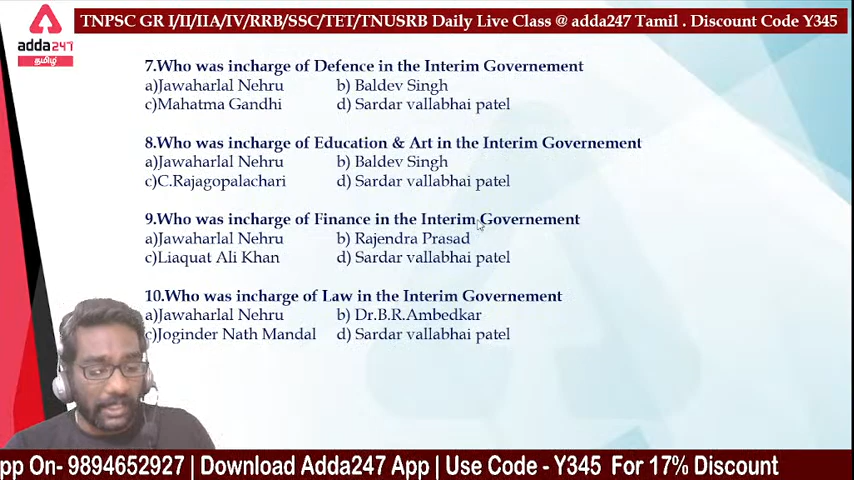 TNPSC GR I/II/IIA/IV/RRB/SSC/TET/TNUSRB Daily Live Class @ adda247 Tamil . Discount Code Y345
adda247
தமிழ்
7.Who was incharge of Defence in the Interim Governement
a)Jawaharlal Nehru b) Baldev Singh
c)Mahatma Gandhi d) Sardar vallabhai patel
8.Who was incharge of Education & Art in the Interim Governement
a)Jawaharlal Nehru b) Baldev Singh
c)C.Rajagopalachari d) Sardar vallabhai patel
9.Who was incharge of Finance in the Interim Governement
a)Jawaharlal Nehru b) Rajendra Prasad
c)Liaquat Ali Khan d) Sardar vallabhai patel
10.Who was incharge of Law in the Interim Governement
a)Jawaharlal Nehru b) Dr.B.R.Ambedkar
c)Joginder Nath Mandal d) Sardar vallabhai patel
pp On- 9894652927 | Download Adda247 App | Use Code - Y345 For 17% Discount